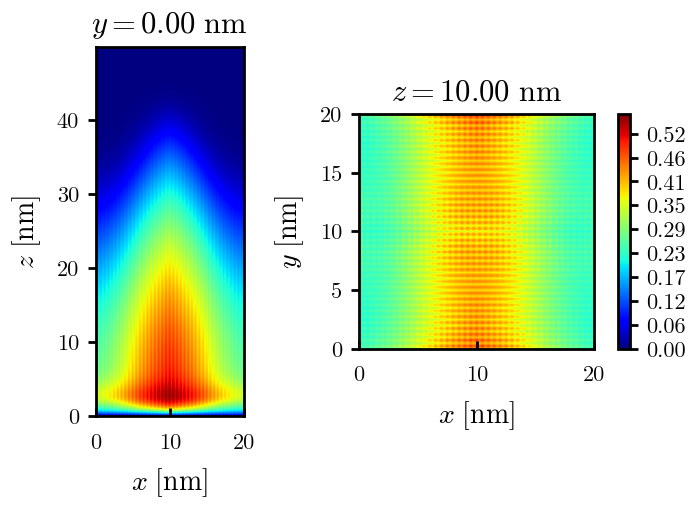 y = 0.00 nm
z [nm]
40
30
20
10
0
0 10 20
x [nm]
z = 10.00 nm
y [nm]
20
15
10
5
0
0 10 20
x [nm]
0.52
0.46
0.41
0.35
0.29
0.23
0.17
0.12
0.06
0.00